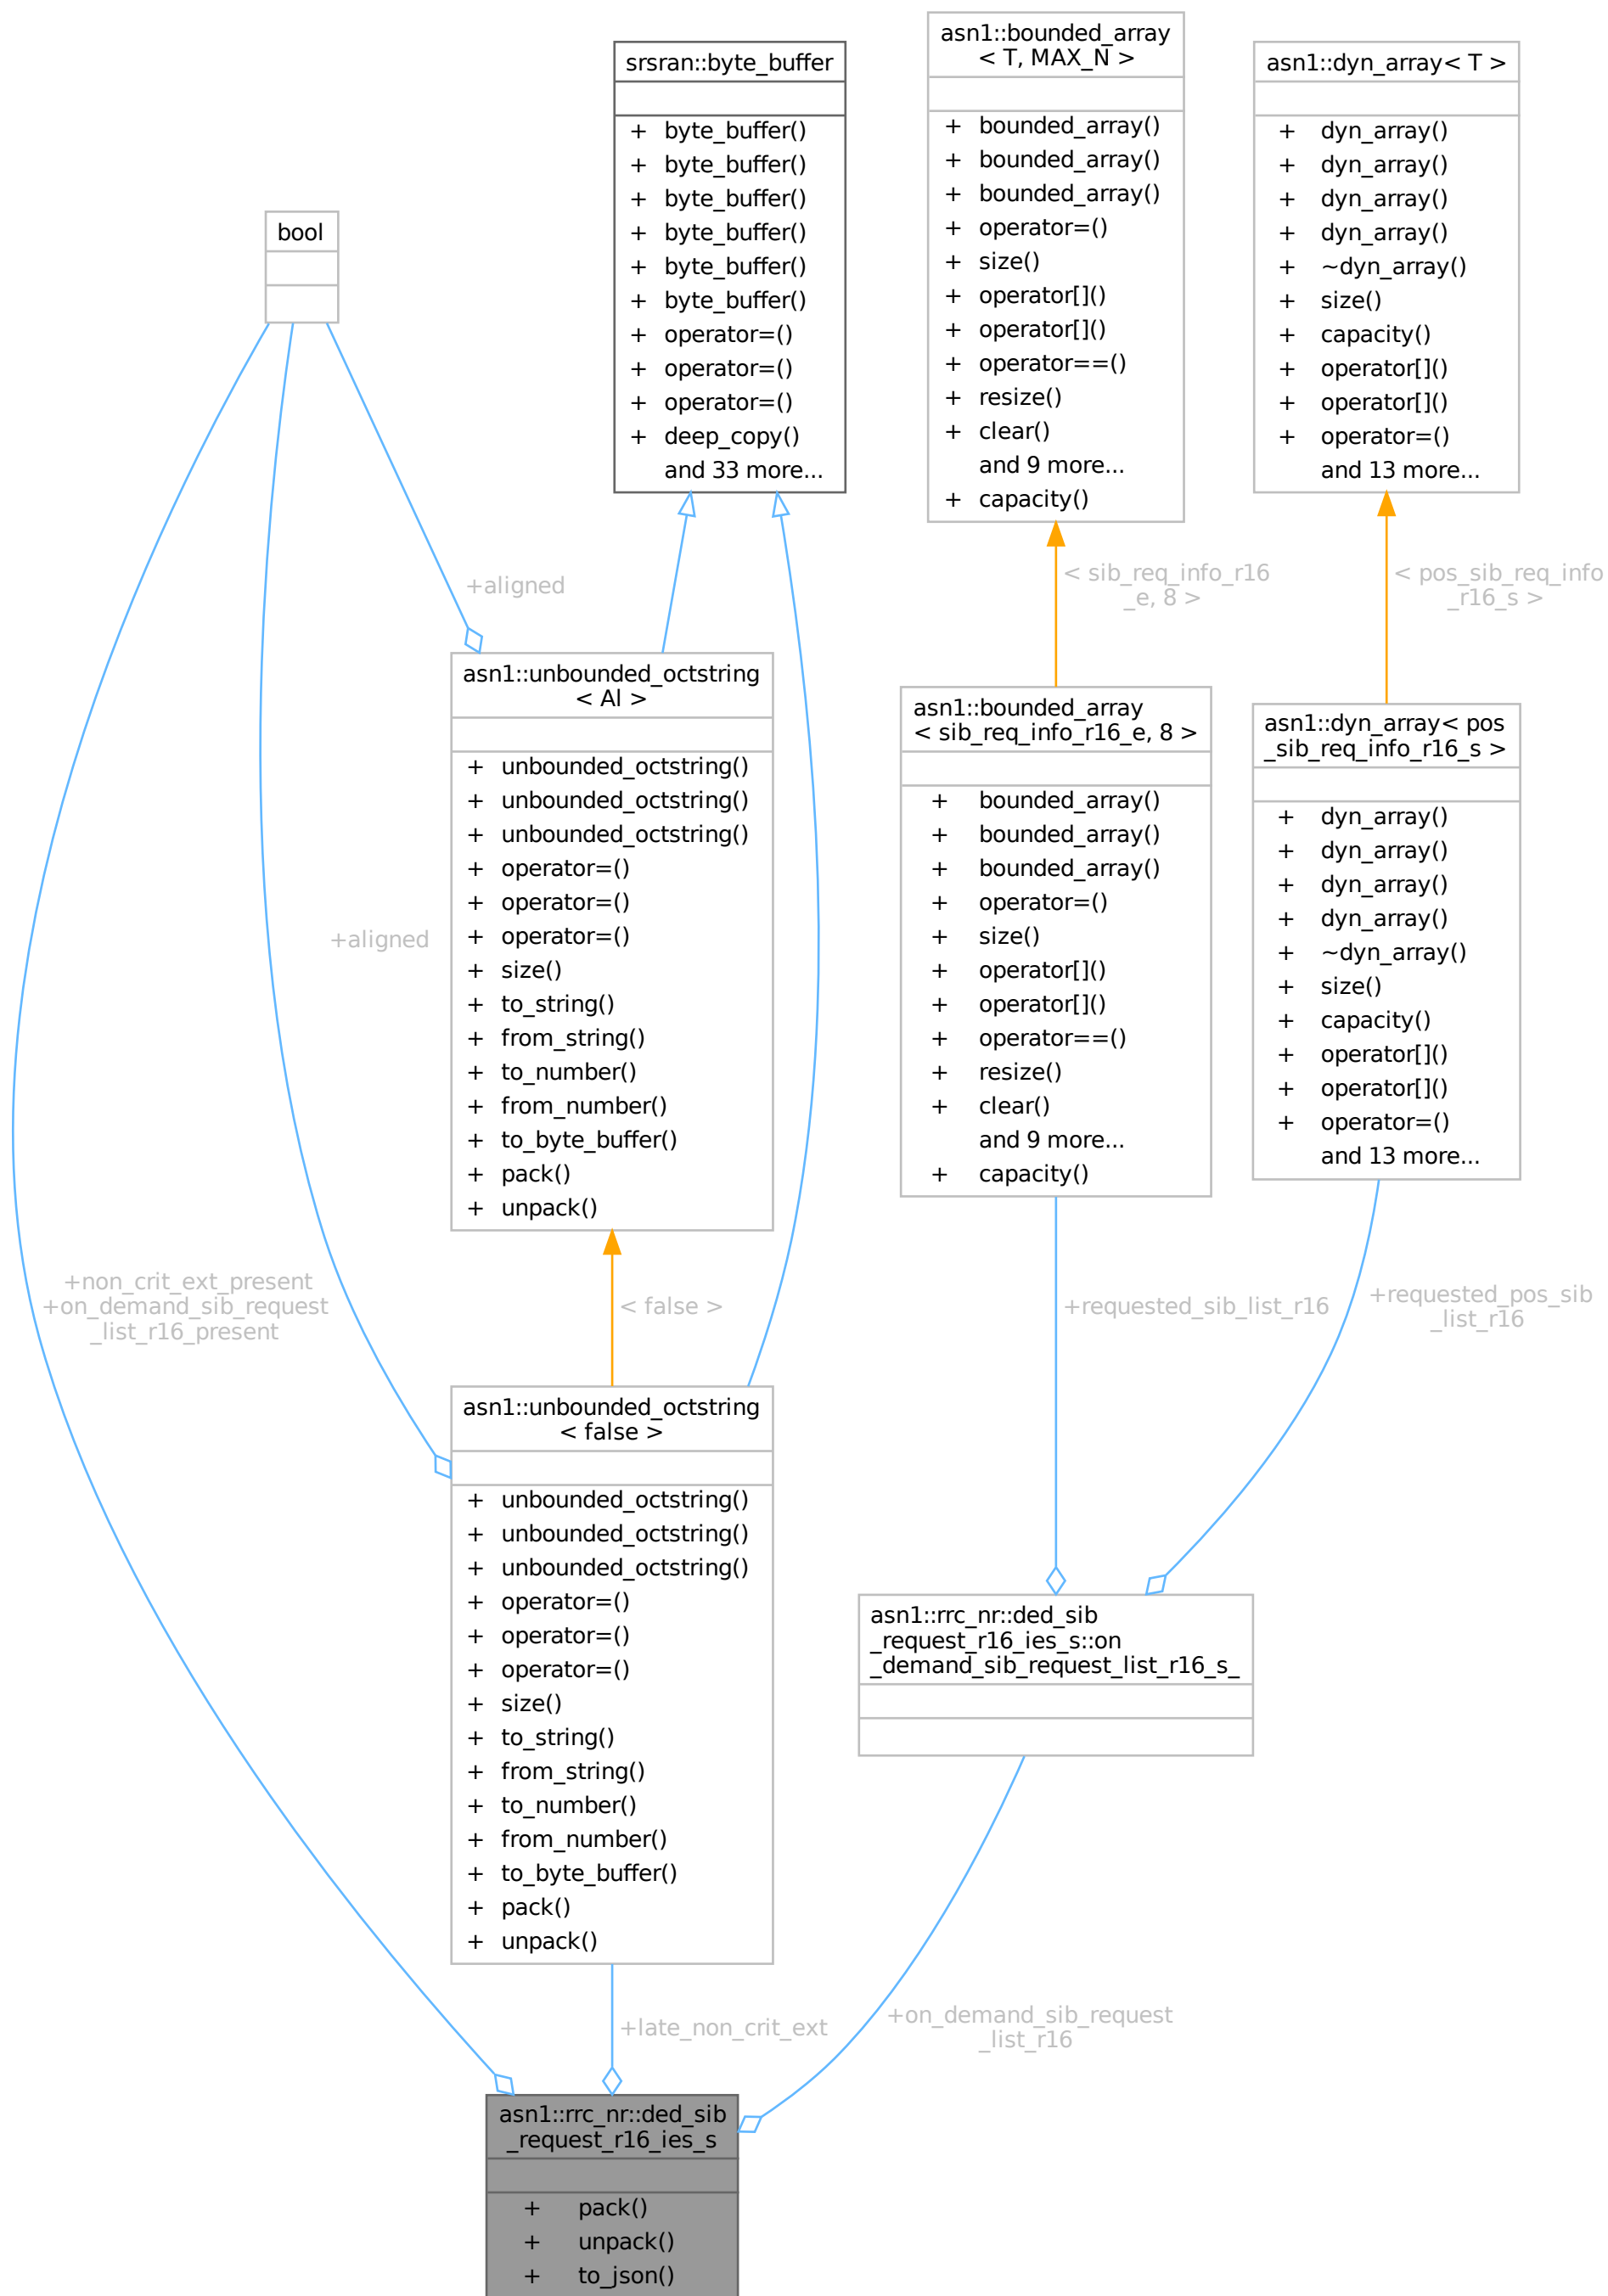 asn1::bounded_array
< T, MAX_N >
+ bounded_array()
+ bounded_array()
+ bounded_array()
+ operator=()
+ size()
+ operator[]()
+ operator[]()
+ operator==()
+ resize()
+ clear()
and 9 more...
+ capacity()
srsran::byte_buffer
+ byte_buffer()
+ byte_buffer()
+ byte_buffer()
+ byte_buffer()
+ byte_buffer()
+ byte_buffer()
+ operator=()
+ operator=()
+ operator=()
+ deep_copy()
and 33 more...
asn1::dyn_array< T >
+ dyn_array()
+ dyn_array()
+ dyn_array()
+ dyn_array()
+ ~dyn_array()
+ size()
+ capacity()
+ operator[]()
+ operator[]()
+ operator=()
and 13 more...
bool
+aligned
< sib_req_info_r16
_e, 8 >
< pos_sib_req_info
_r16_s >
asn1::unbounded_octstring
< Al >
+ unbounded_octstring()
+ unbounded_octstring()
+ unbounded_octstring()
+ operator=()
+ operator=()
+ operator=()
+ size()
+ to_string()
+ from_string()
+ to_number()
+ from_number()
+ to_byte_buffer()
+ pack()
+ unpack()
asn1::bounded_array
< sib_req_info_r16_e, 8 >
+ bounded_array()
+ bounded_array()
+ bounded_array()
+ operator=()
+ size()
+ operator[]()
+ operator[]()
+ operator==()
+ resize()
+ clear()
and 9 more...
+ capacity()
asn1::dyn_array< pos
_sib_req_info_r16_s >
+ dyn_array()
+ dyn_array()
+ dyn_array()
+ dyn_array()
+ ~dyn_array()
+ size()
+ capacity()
+ operator[]()
+ operator[]()
+ operator=()
and 13 more...
+aligned
+non_crit_ext_present
+on_demand_sib_request
_list_r16_present
< false >
+requested_sib_list_r16
+requested_pos_sib
_list_r16
asn1::unbounded_octstring
< false >
+ unbounded_octstring()
+ unbounded_octstring()
+ unbounded_octstring()
+ operator=()
+ operator=()
+ operator=()
+ size()
+ to_string()
+ from_string()
+ to_number()
+ from_number()
+ to_byte_buffer()
+ pack()
+ unpack()
asn1::rrc_nr::ded_sib
_request_r16_ies_s::on
_demand_sib_request_list_r16_s_
+late_non_crit_ext
+on_demand_sib_request
_list_r16
asn1::rrc_nr::ded_sib
_request_r16_ies_s
+ pack()
+ unpack()
+ to_json()